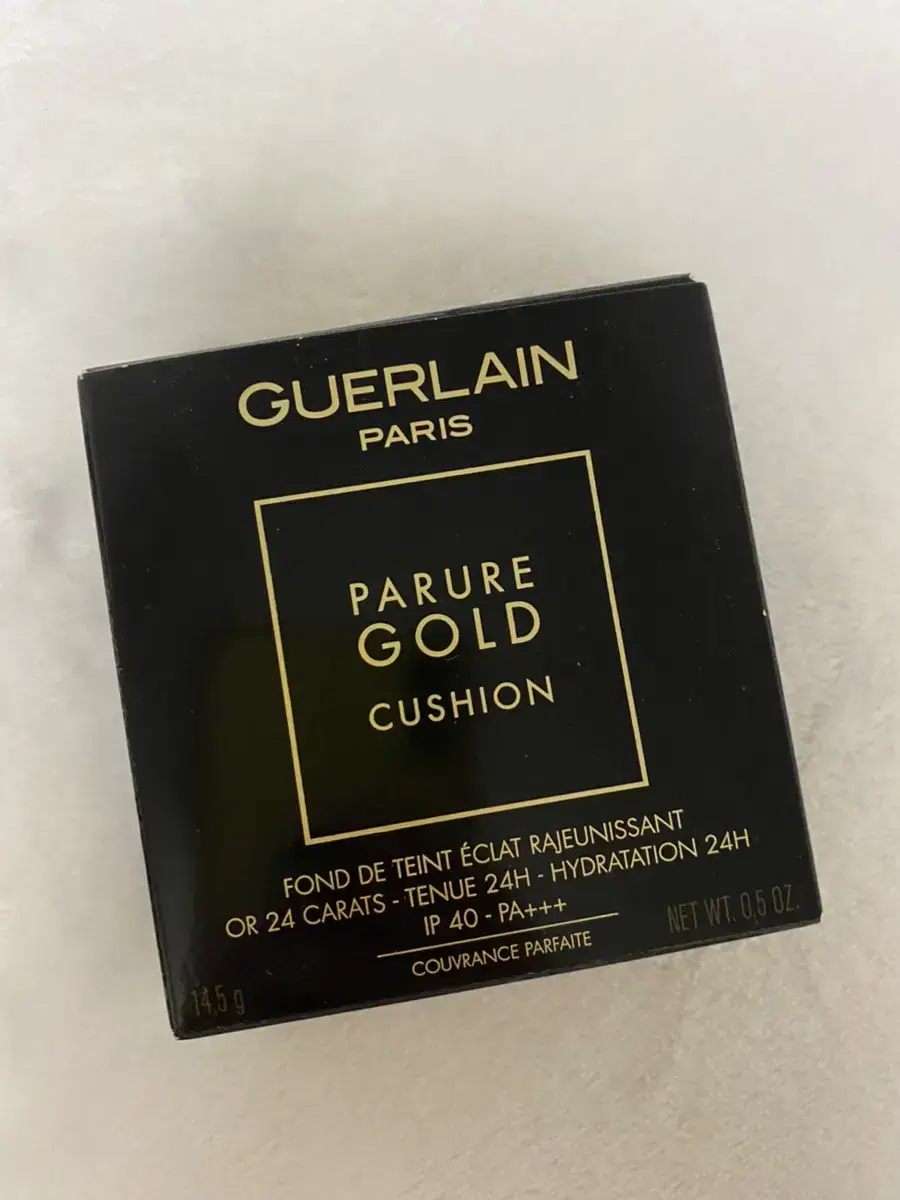 GUERLAIN
PARIS
PARURE
GOLD
CUSHION
FOND DE TEINT ÉCLAT RAJEUNISSANT
OR 24 CARATS - TENUE 24H - HYDRATATION 24H
IP 40 - PA+++
COUVRANCE PARFAITE
14,5 g
NET WT. 0,5 OZ.